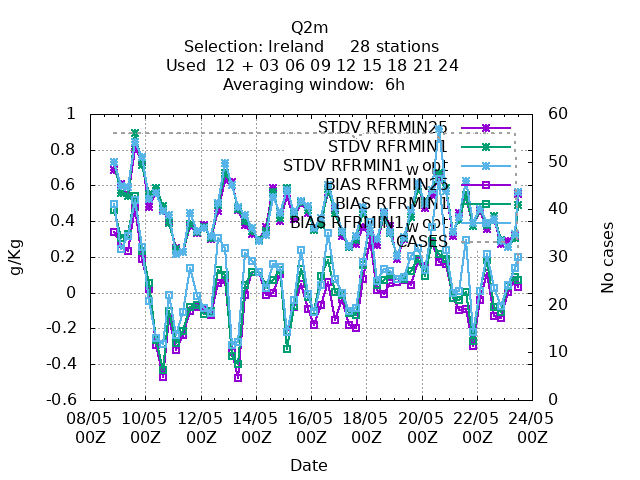 Q2m
Selection: Ireland 28 stations
Used 12 + 03 06 09 12 15 18 21 24
Averaging window: 6h
g/Kg
No cases
1
0.8
0.6
0.4
0.2
0
-0.2
-0.4
-0.6
60
50
40
30
20
10
0
STDV RFRMIN25
STDV RFRMIN1
STDV RFRMIN1_w opt
BIAS RFRMIN25
BIAS RFRMIN1
BIAS RFRMIN1_w opt
CASES
08/05 10/05 12/05 14/05 16/05 18/05 20/05 22/05 24/05
00Z 00Z 00Z 00Z 00Z 00Z 00Z 00Z 00Z
Date